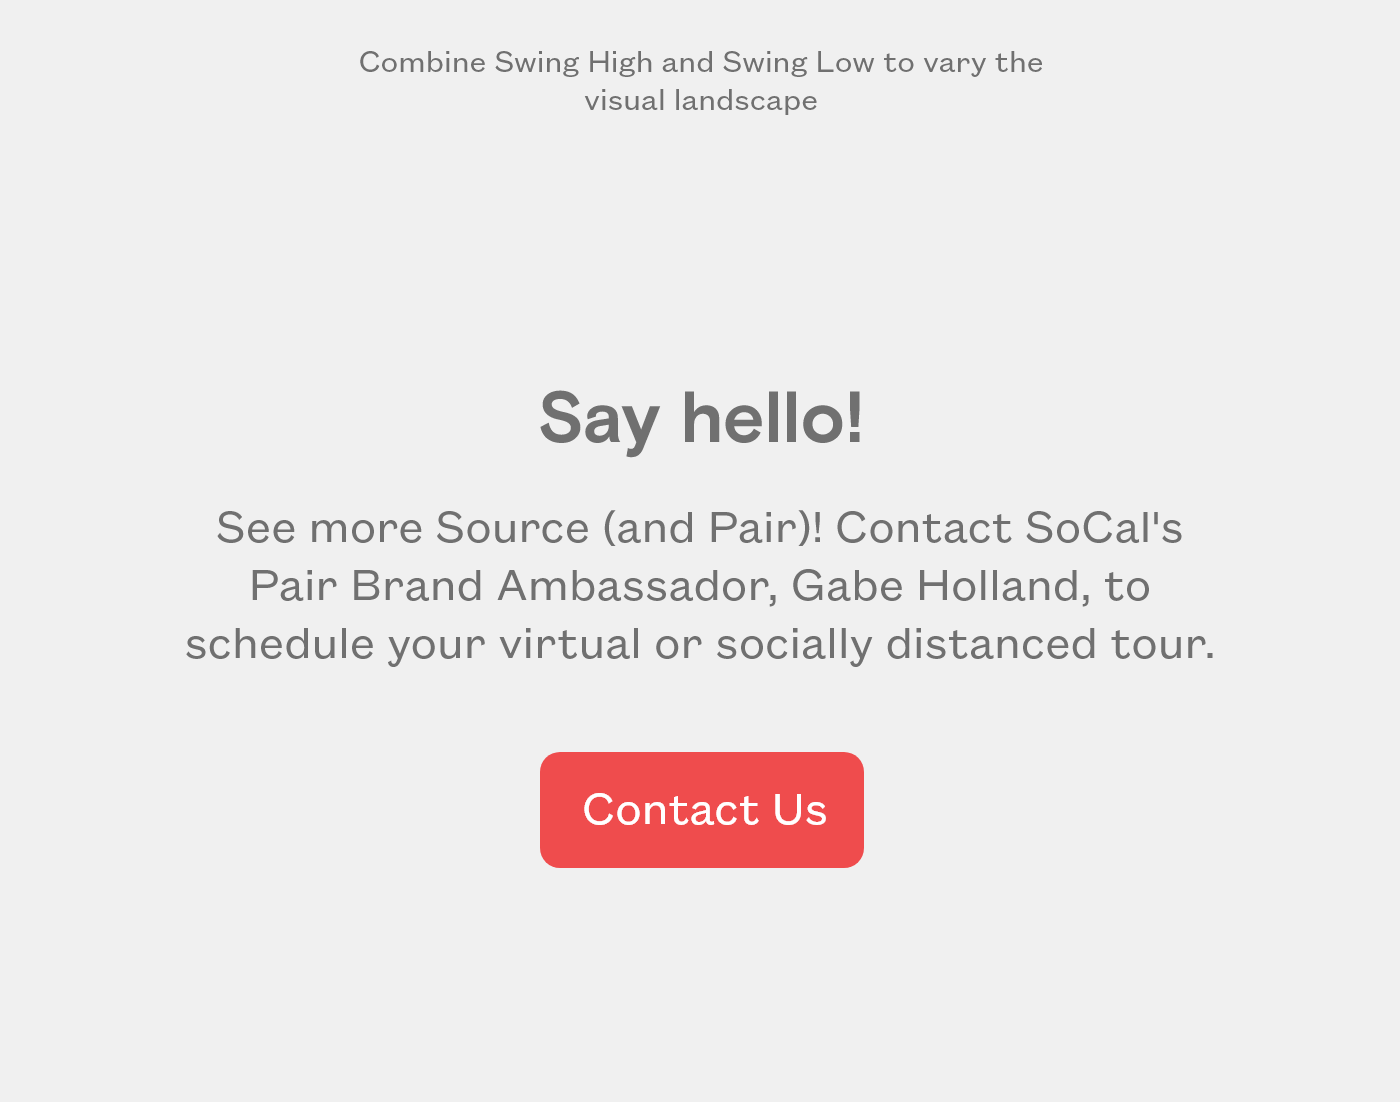 Combine Swing High and Swing Low to vary the
visual landscape
Say hello!
See more Source (and Pair)! Contact SoCal's
Pair Brand Ambassador, Gabe Holland, to
schedule your virtual or socially distanced tour.
Contact Us